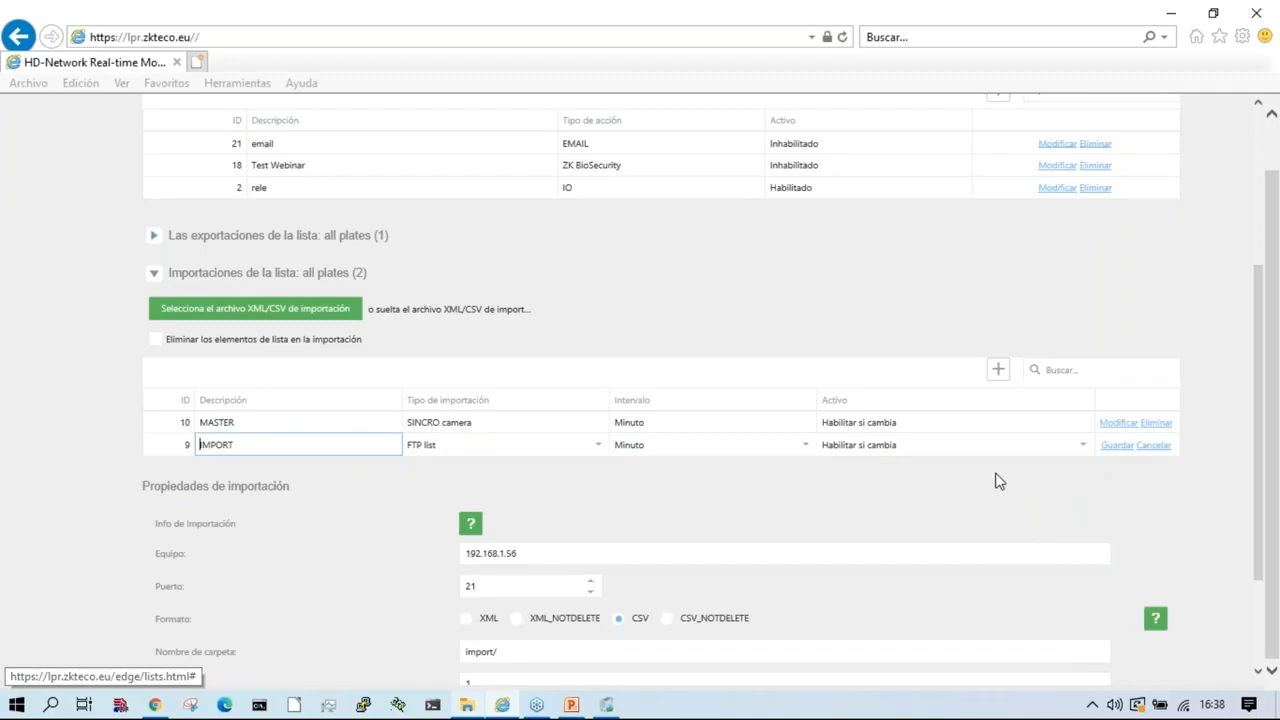 https://lpr.zkteco.eu//
Buscar...
HD-Network Real-time Mo...
Archivo Edición Ver Favoritos Herramientas Ayuda
ID Descripción Tipo de acción Activo
21 email EMAIL Inhabilitado Modificar Eliminar
18 Test Webinar ZK BioSecurity Inhabilitado Modificar Eliminar
2 rele IO Habilitado Modificar Eliminar
Las exportaciones de la lista: all plates (1)
Importaciones de la lista: all plates (2)
Selecciona el archivo XML/CSV de importación o suelta el archivo XML/CSV de import...
Eliminar los elementos de lista en la importación
Buscar...
ID Descripción Tipo de importación Intervalo Activo
10 MASTER SINCRO camera Minuto Habilitar si cambia Modificar Eliminar
9 IMPORT FTP list Minuto Habilitar si cambia Guardar Cancelar
Propiedades de importación
Info de Importación ?
Equipo: 192.168.1.56
Puerto: 21
Formato: XML XML_NOTDELETE CSV CSV_NOTDELETE ?
Nombre de carpeta: import/
https://lpr.zkteco.eu/edge/lists.html#
1
16:38